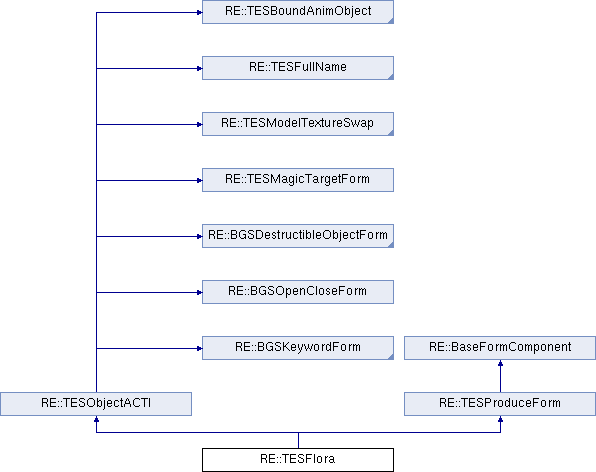 RE::TESBoundAnimObject
RE::TESFullName
RE::TESModelTextureSwap
RE::TESMagicTargetForm
RE::BGSDestructibleObjectForm
RE::BGSOpenCloseForm
RE::BGSKeywordForm
RE::BaseFormComponent
RE::TESObjectACTI
RE::TESProduceForm
RE::TESFlora